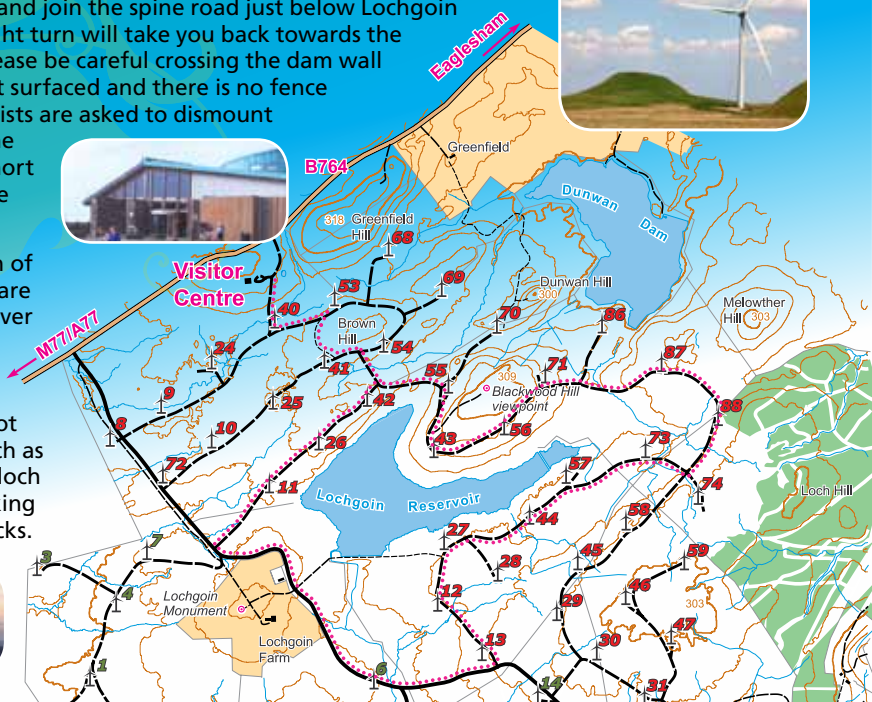 and join the spine road just below Lochgoin
ht turn will take you back towards the
ease be careful crossing the dam wall
t surfaced and there is no fence
ists are asked to dismount
ne
ort
e
n of
are
ver
ot
h as
loch
king
cks.
Eaglesham
B764
Greenfield
318 Greenfield
Hill
Dunwan
Dam
Visitor
Centre
M77/A77
68
53
69
40
Brown
Hill
Dunwan Hill
300
70
86
Melowther
Hill 303
24
54
41
55
309
71
87
Blackwood Hill
viewpoint
9
25
42
88
8
10
26
43
56
73
72
11
57
Loch Hill
Lochgoin Reservoir
74
44
58
27
7
3
28
45
59
4
Lochgoin
Monument
12
29
46
303
47
Lochgoin
Farm
13
30
1
6
14
31